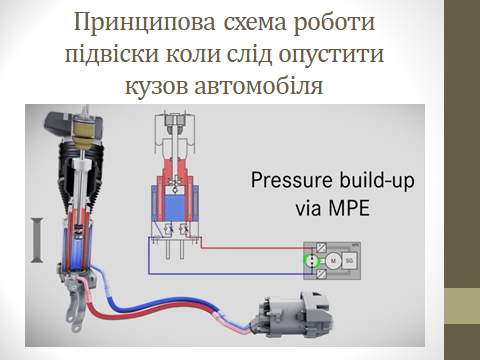 Принципова схема роботи
підвіски коли слід опустити
кузов автомобіля
Pressure build-up
via MPE
M
SG